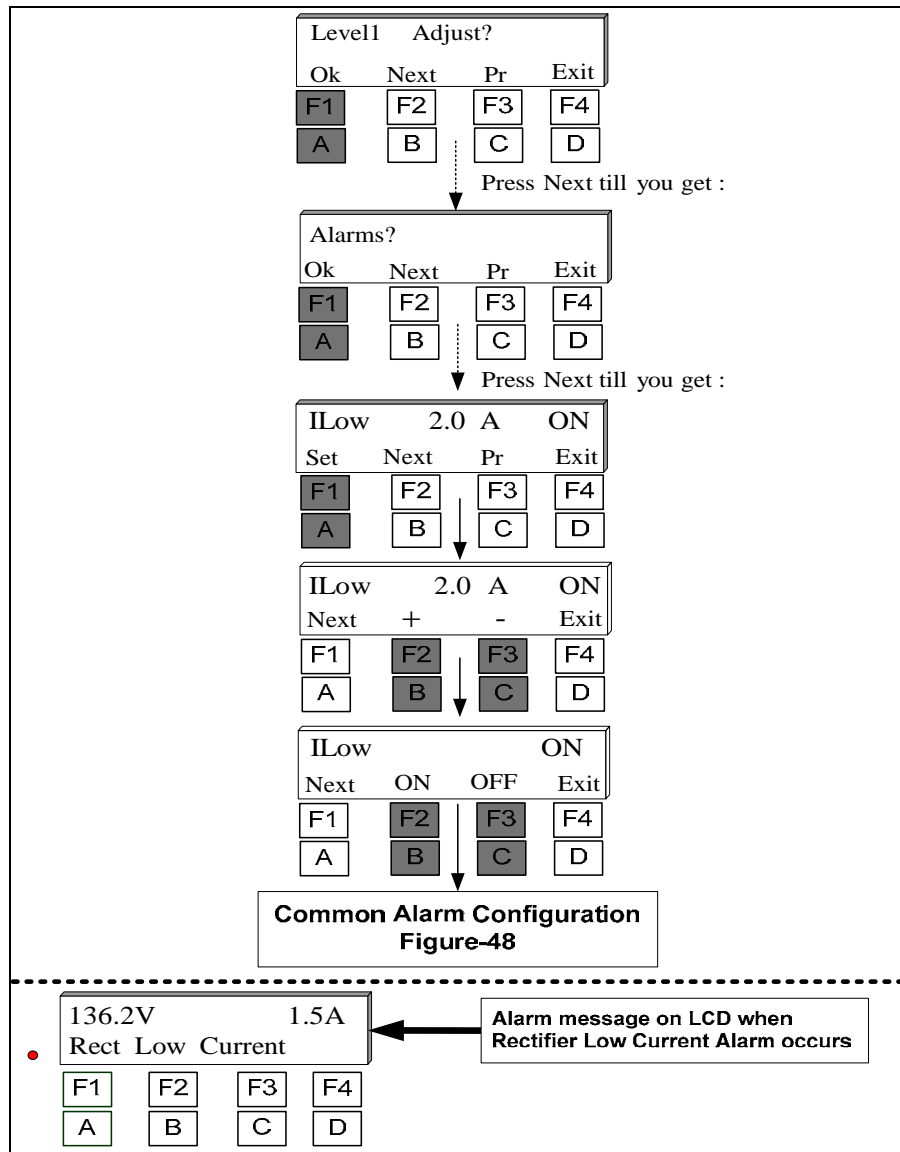 Level1 Adjust?
Ok Next Pr Exit
F1 F2 F3 F4
A B C D
Press Next till you get :
Alarms?
Ok Next Pr Exit
F1 F2 F3 F4
A B C D
Press Next till you get :
ILow 2.0 A ON
Set Next Pr Exit
F1 F2 F3 F4
A B C D
ILow 2.0 A ON
Next + - Exit
F1 F2 F3 F4
A B C D
ILow ON
Next ON OFF Exit
F1 F2 F3 F4
A B C D
Common Alarm Configuration
Figure-48
136.2V 1.5A
Rect Low Current
Alarm message on LCD when
Rectifier Low Current Alarm occurs
F1 F2 F3 F4
A B C D